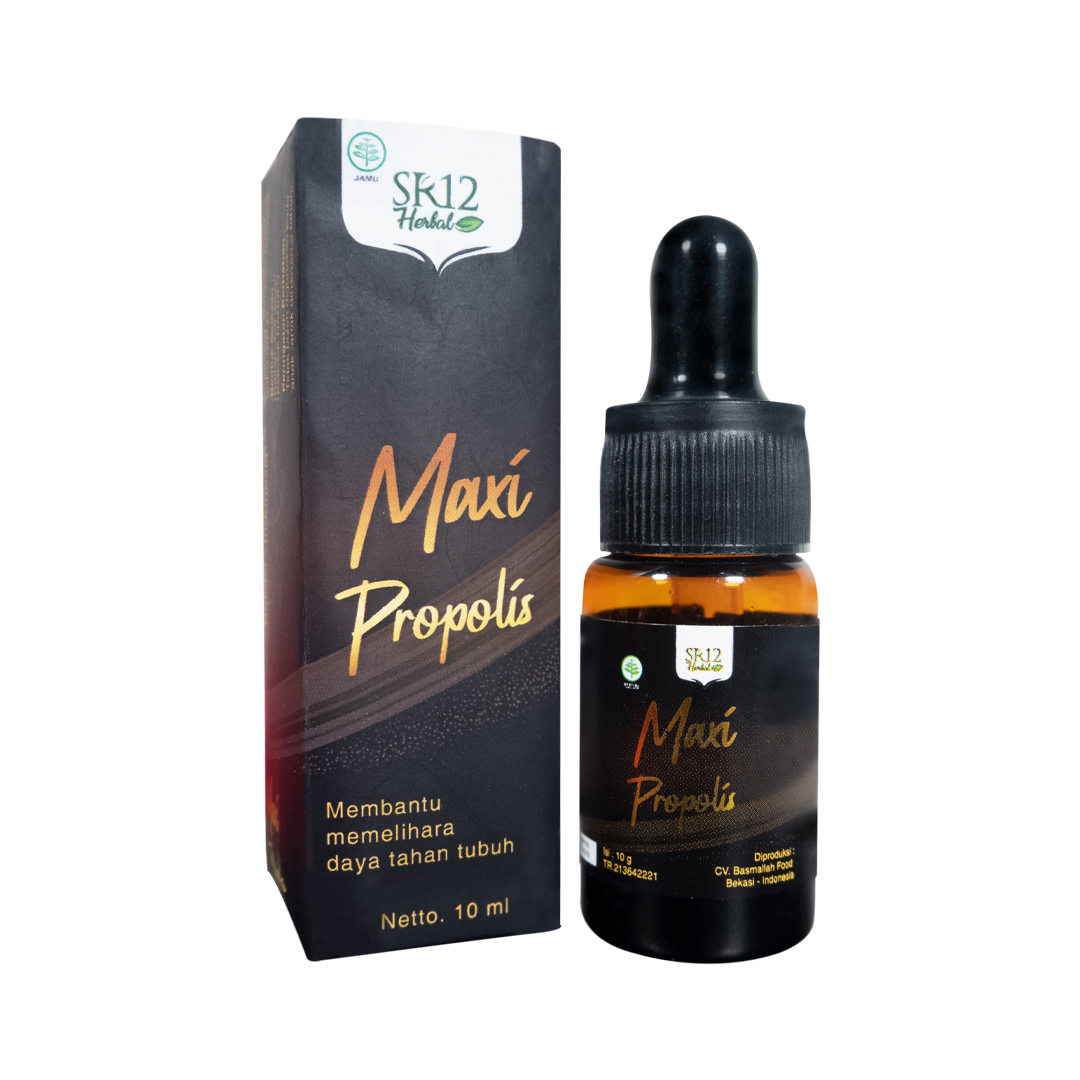 JAMU
SR12
Herbal
Maxi
Propolis
Membantu
memelihara
daya tahan tubuh
Netto. 10 ml
SR12
Herbal
Maxi
Propolis
Isi : 10 g
TR.213642221
Diproduksi :
CV. Basmallah Food
Bekasi - Indonesia